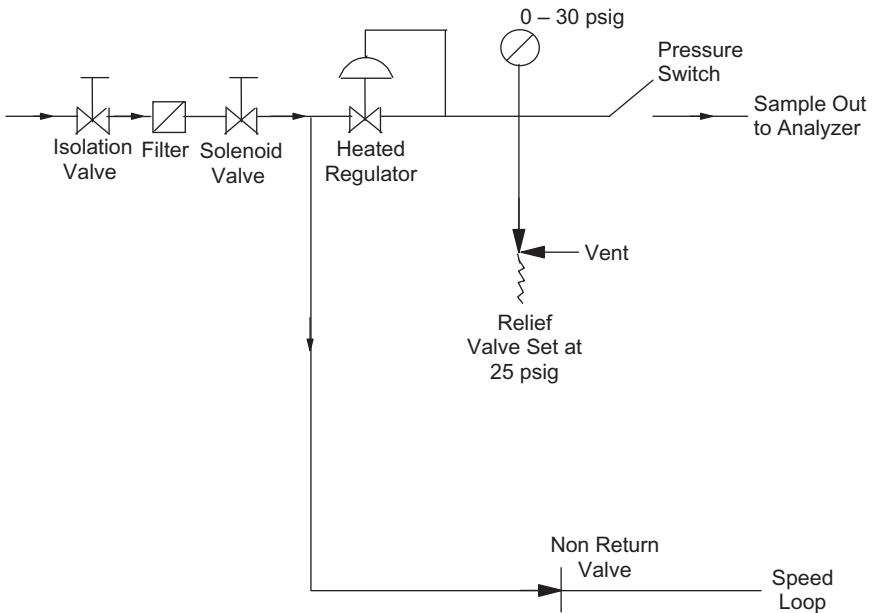 0 – 30 psig
Pressure
Switch
Sample Out
to Analyzer
Isolation
Valve
Filter
Solenoid
Valve
Heated
Regulator
Vent
Relief
Valve Set at
25 psig
Non Return
Valve
Speed
Loop